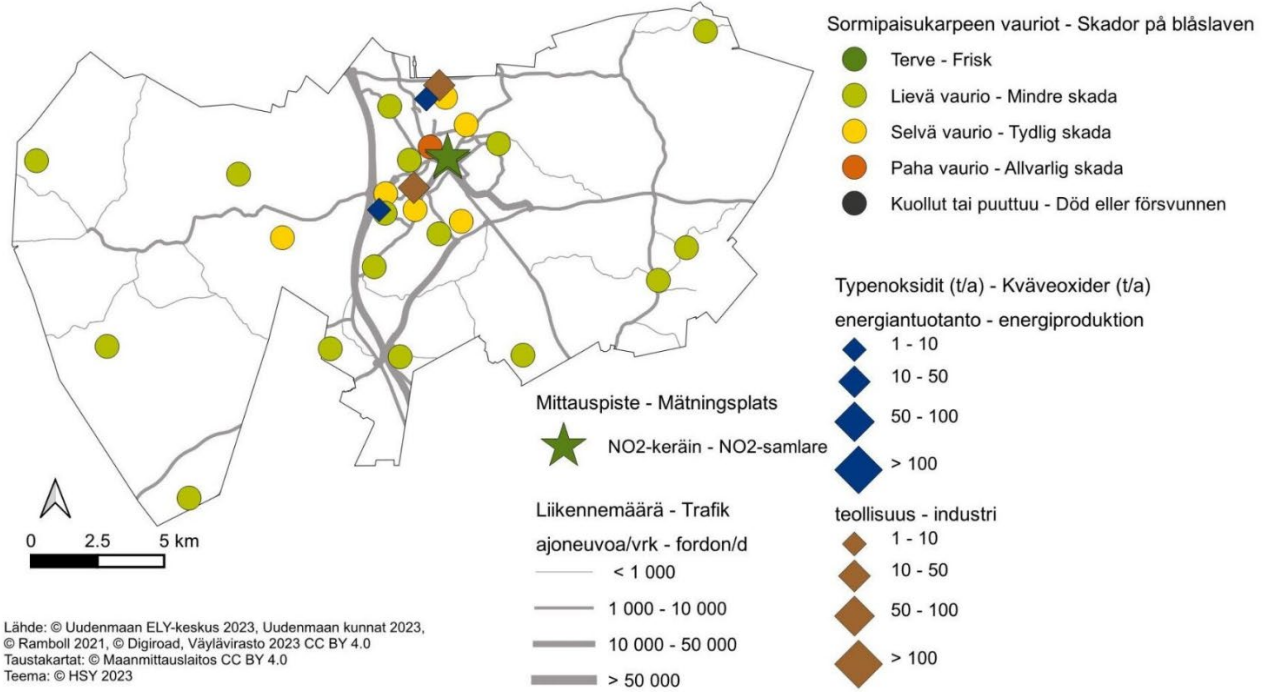 Sormipaisukarpeen vauriot - Skador på blåslaven
Terve - Frisk
Lievä vaurio - Mindre skada
Selvä vaurio - Tydlig skada
Paha vaurio - Allvarlig skada
Kuollut tai puuttuu - Död eller försvunnen
Typenoksidit (t/a) - Kväveoxider (t/a)
energiantuotanto - energiproduktion
1 - 10
10 - 50
50 - 100
> 100
teollisuus - industri
1 - 10
10 - 50
50 - 100
> 100
Mittauspiste - Mätningsplats
NO2-keräin - NO2-samlare
Liikennemäärä - Trafik
ajoneuvoa/vrk - fordon/d
< 1 000
1 000 - 10 000
10 000 - 50 000
> 50 000
0 2.5 5 km
Lähde: © Uudenmaan ELY-keskus 2023, Uudenmaan kunnat 2023,
© Ramboll 2021, © Digiroad, Väylävirasto 2023 CC BY 4.0
Taustakartat: © Maanmittauslaitos CC BY 4.0
Teema: © HSY 2023